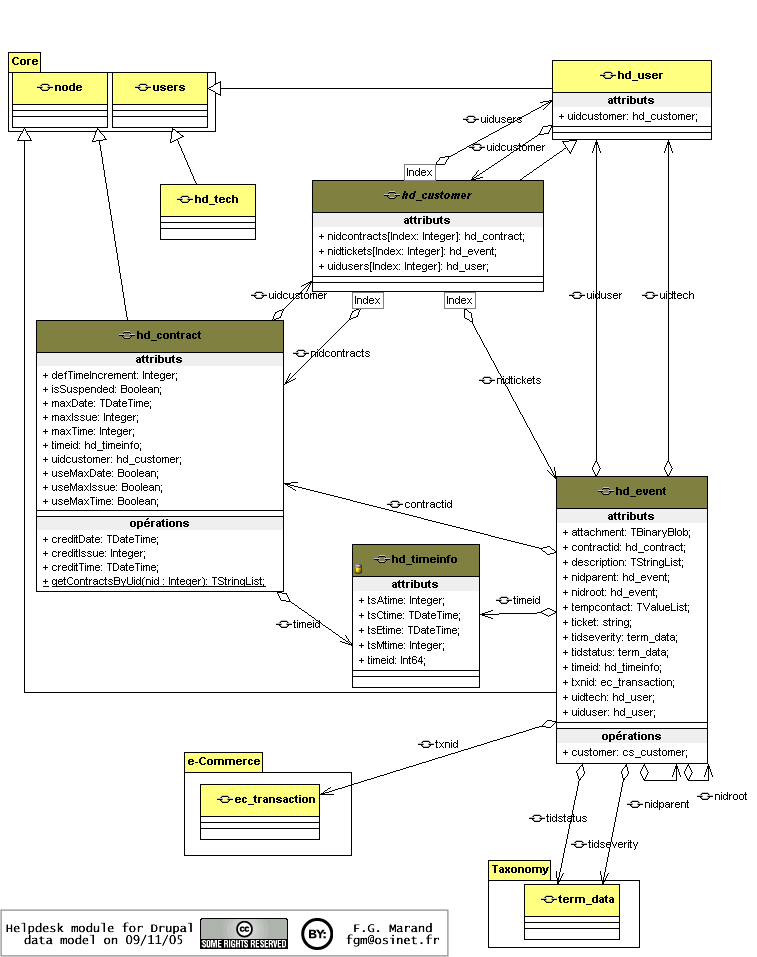 Core
node
users
hd_user
attributs
+ uidcustomer: hd_customer;
uidusers
uidcustomer
Index
hd_tech
hd_customer
attributs
+ nidcontracts[Index: Integer]: hd_contract;
+ nidtickets[Index: Integer]: hd_event;
+ uidusers[Index: Integer]: hd_user;
uidcustomer
Index
Index
uiduser
uidtech
nidcontracts
nidtickets
hd_contract
attributs
+ defTimeIncrement: Integer;
+ isSuspended: Boolean;
+ maxDate: TDateTime;
+ maxIssue: Integer;
+ maxTime: Integer;
+ timeid: hd_timeinfo;
+ uidcustomer: hd_customer;
+ useMaxDate: Boolean;
+ useMaxIssue: Boolean;
+ useMaxTime: Boolean;
opérations
+ creditDate: TDateTime;
+ creditIssue: Integer;
+ creditTime: TDateTime;
+ getContractsByUid(nid : Integer): TStringList;
contractid
hd_event
attributs
+ attachment: TBinaryBlob;
+ contractid: hd_contract;
+ description: TStringList;
+ nidparent: hd_event;
+ nidroot: hd_event;
+ tempcontact: TValueList;
+ ticket: string;
+ tidseverity: term_data;
+ tidstatus: term_data;
+ timeid: hd_timeinfo;
+ txnid: ec_transaction;
+ uidtech: hd_user;
+ uiduser: hd_user;
opérations
+ customer: cs_customer;
hd_timeinfo
attributs
+ tsAtime: Integer;
+ tsCtime: TDateTime;
+ tsEtime: TDateTime;
+ tsMtime: Integer;
+ timeid: Int64;
timeid
timeid
txnid
e-Commerce
ec_transaction
nidroot
nidparent
tidstatus
tidseverity
Taxonomy
term_data
Helpdesk module for Drupal
data model on 09/11/05
cc
SOME RIGHTS RESERVED
BY:
F.G. Marand
fgm@osinet.fr